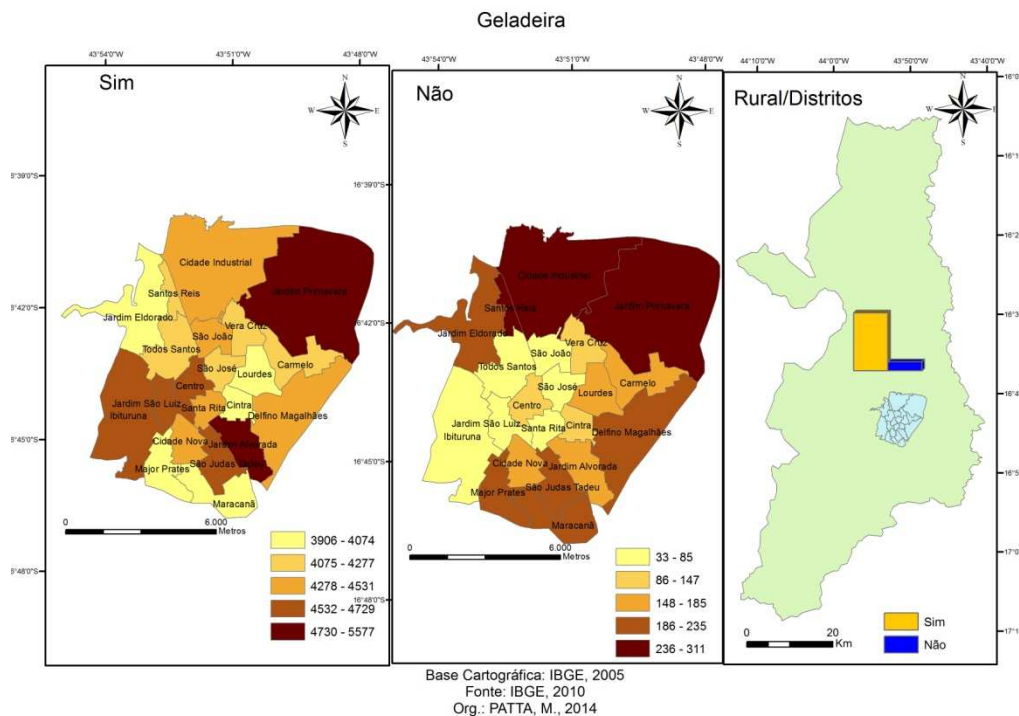 Geladeira
43°54'0"W
43°51'0"W
43°48'0"W
Sim
N
W
E
S
16°39'0"S
9°42'0"S
6°45'0"S
6°48'0"S
Cidade Industrial
Jardim Primavera
Santos Reis
Jardim Eldorado
Vera Cruz
São João
Todos Santos
São José
Carmelo
Lourdes
Centro
Jardim São Luiz
Ibituruna
Santa Rita
Cintra
Delfino Magalhães
Cidade Nova
Jardim Alvorada
São Judas Tadeu
Major Prates
Maracanã
0
6.000
Metros
3906 - 4074
4075 - 4277
4278 - 4531
4532 - 4729
4730 - 5577
43°54'0"W
43°51'0"W
43°48'0"W
Não
N
W
E
S
16°39'0"S
16°42'0"S
16°45'0"S
16°48'0"S
Cidade Industrial
Santos Reis
Jardim Primavera
Jardim Eldorado
Vera Cruz
São João
Todos Santos
São José
Carmelo
Lourdes
Centro
Jardim São Luiz
Ibituruna
Santa Rita
Cintra
Delfino Magalhães
Cidade Nova
Jardim Alvorada
São Judas Tadeu
Major Prates
Maracanã
0
6.000
Metros
33 - 85
86 - 147
148 - 185
186 - 235
236 - 311
44°10'0"W
44°0'0"W
43°50'0"W
43°40'0"W
Rural/Distritos
N
W
E
S
16°0
16°1
16°2
16°3
16°4
16°5
17°0
17°1
0
20
Km
Sim
Não
Base Cartográfica: IBGE, 2005
Fonte: IBGE, 2010
Org.: PATTA, M., 2014